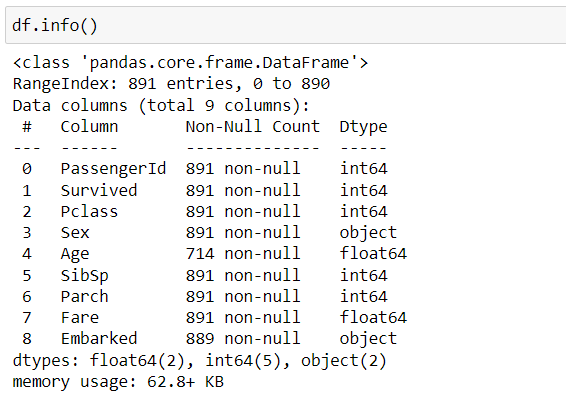 df.info()
<class 'pandas.core.frame.DataFrame'>
RangeIndex: 891 entries, 0 to 890
Data columns (total 9 columns):
 #   Column       Non-Null Count  Dtype
---  ------       --------------  -----
 0   PassengerId  891 non-null    int64
 1   Survived     891 non-null    int64
 2   Pclass       891 non-null    int64
 3   Sex          891 non-null    object
 4   Age          714 non-null    float64
 5   SibSp        891 non-null    int64
 6   Parch        891 non-null    int64
 7   Fare         891 non-null    float64
 8   Embarked     889 non-null    object
dtypes: float64(2), int64(5), object(2)
memory usage: 62.8+ KB